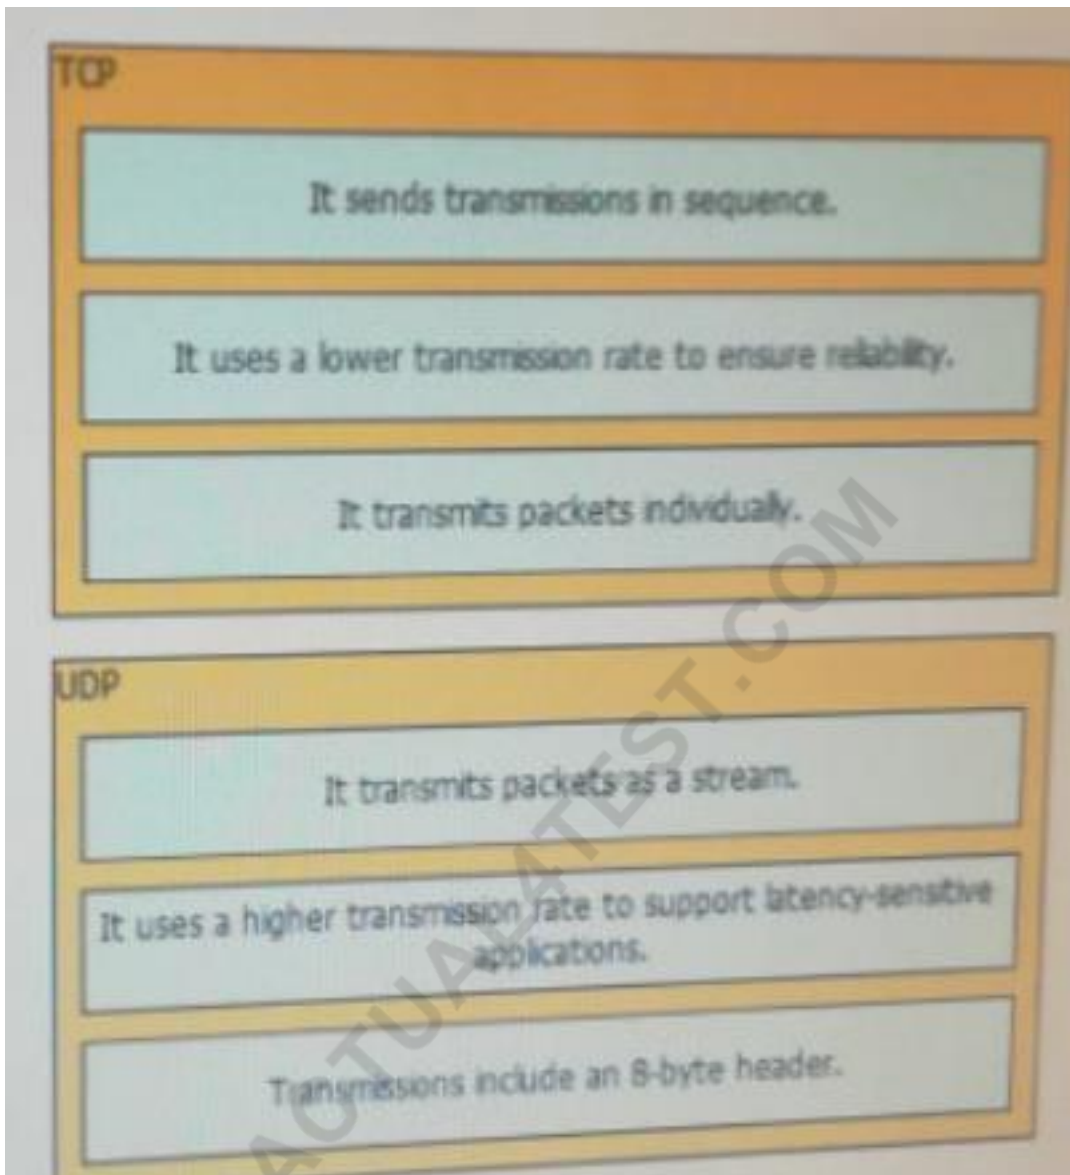 TCP
It sends transmissions in sequence.
It uses a lower transmission rate to ensure reliability.
It transmits packets individually.
UDP
It transmits packets as a stream.
It uses a higher transmission rate to support latency-sensitive
applications.
Transmissions include an 8-byte header.
ACTUAL4TEST.COM